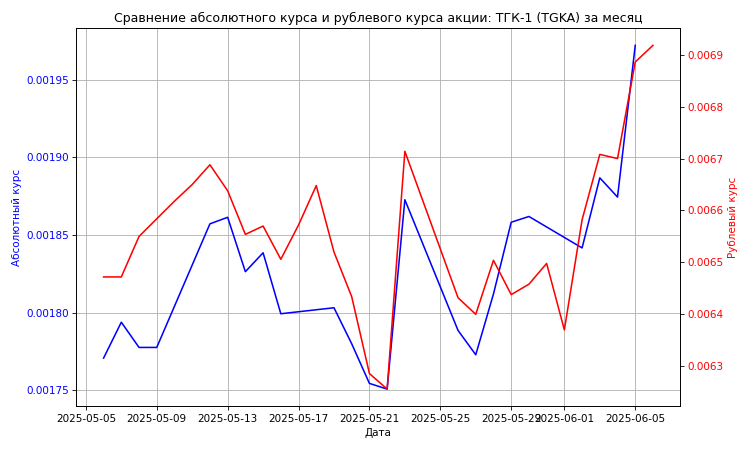 Сравнение абсолютного курса и рублевого курса акции: ТГК-1 (TGKA) за месяц
Абсолютный курс
0.00195
0.00190
0.00185
0.00180
0.00175
0.0069
0.0068
0.0067
0.0066
0.0065
0.0064
0.0063
Рублевый курс
2025-05-05 2025-05-09 2025-05-13 2025-05-17 2025-05-21 2025-05-25 2025-05-29 2025-06-01 2025-06-05
Дата